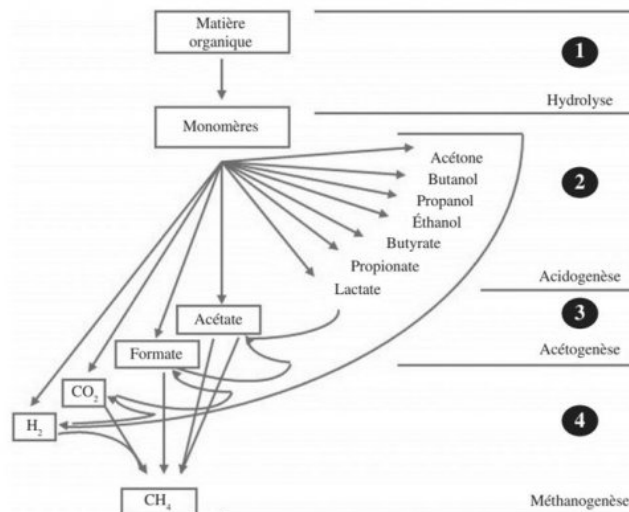 Matière
organique
1
Hydrolyse
Monomères
Acétone
Butanol
Propanol
Éthanol
Butyrate
Propionate
Lactate
2
Acidogenèse
Acétate
3
Formate
Acétogenèse
CO₂
H₂
4
CH₄
Méthanogenèse